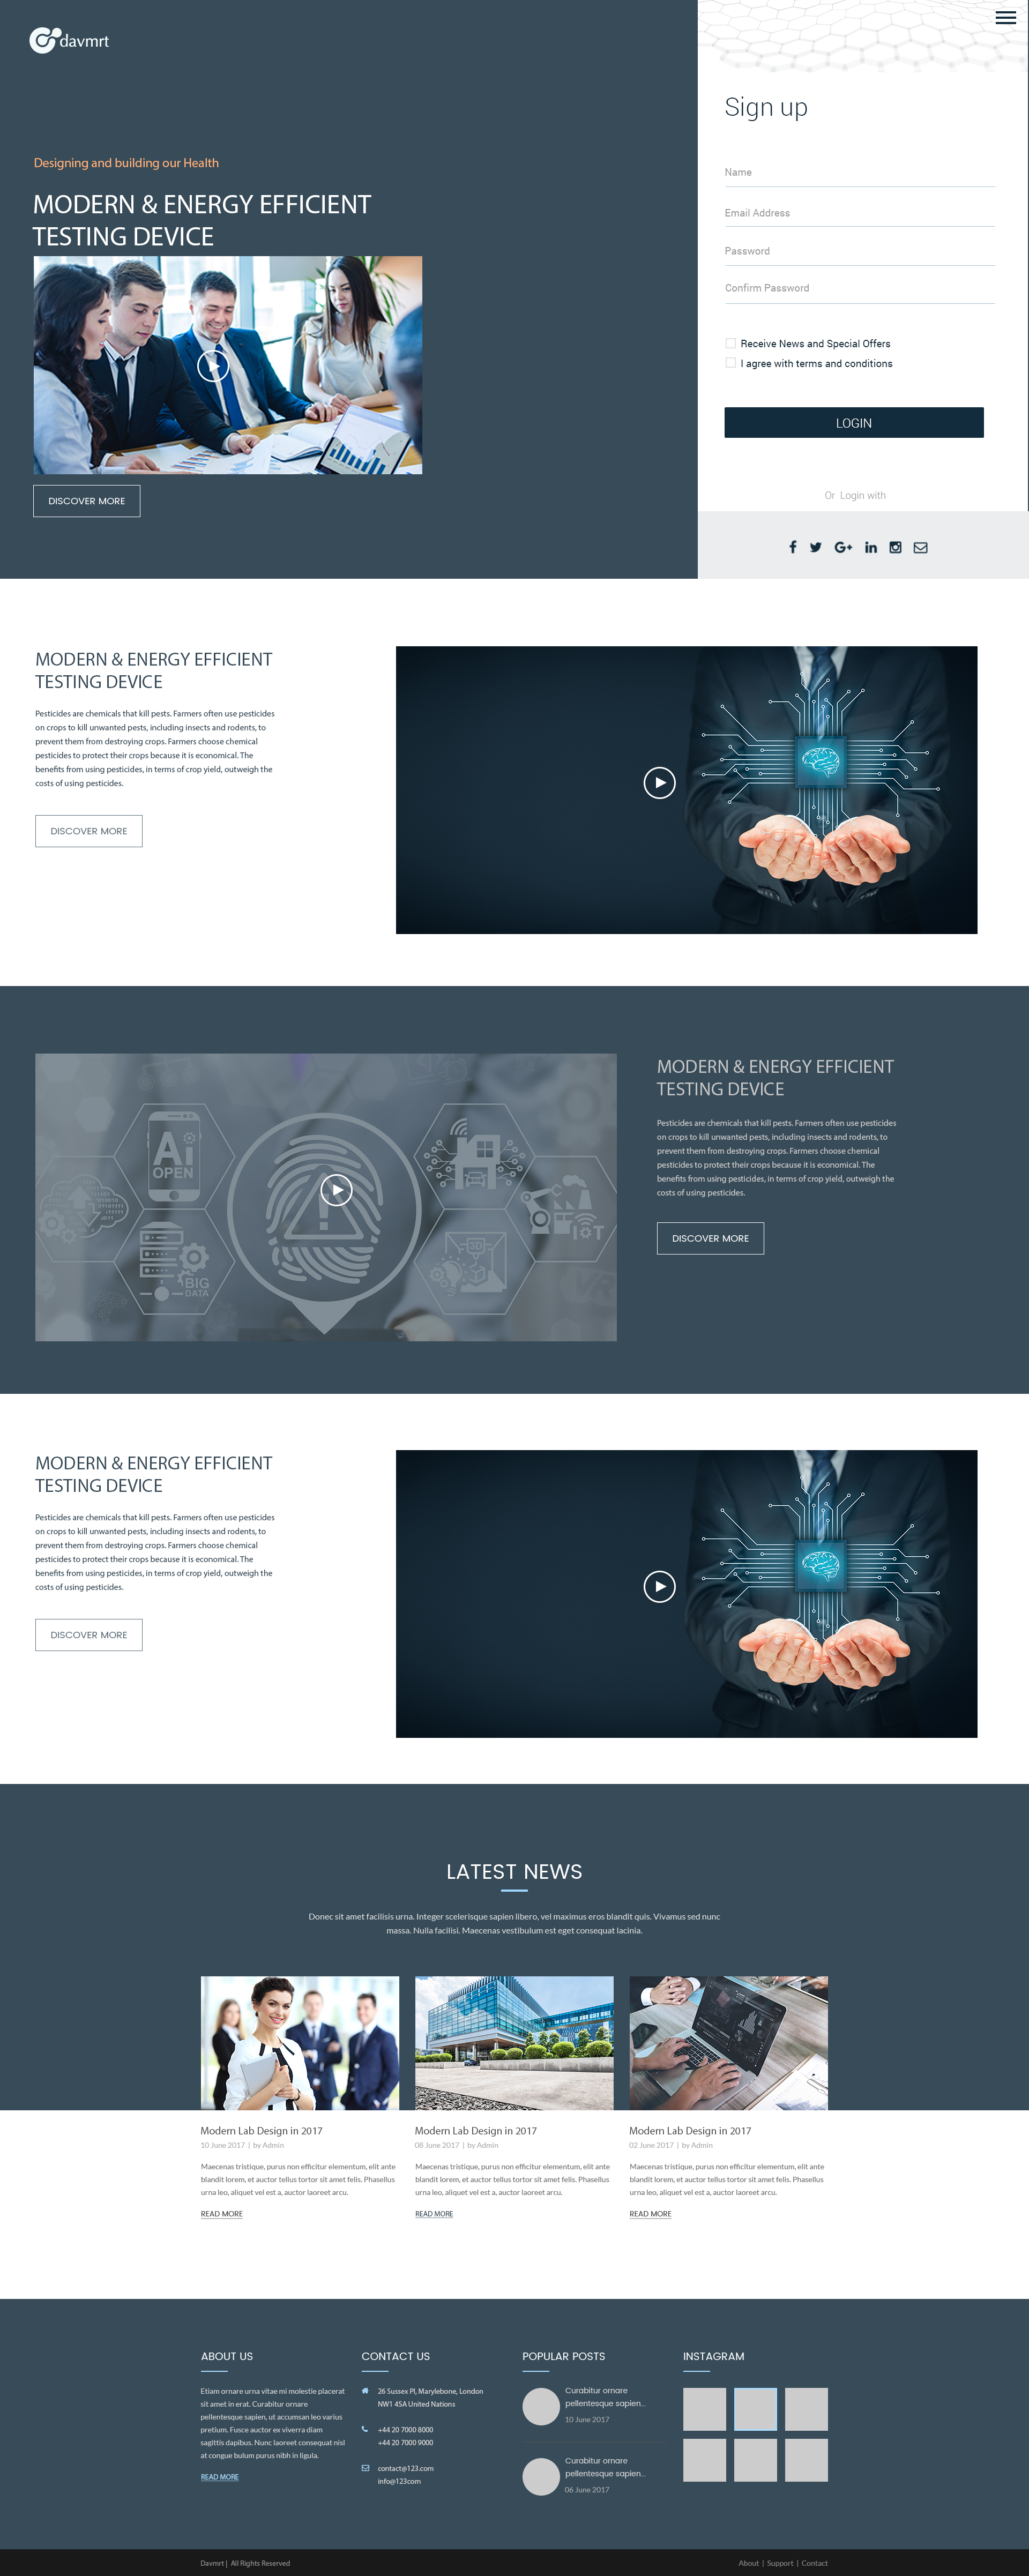 davmrt
Designing and building our Health
MODERN & ENERGY EFFICIENT
TESTING DEVICE
DISCOVER MORE
Sign up
Name
Email Address
Password
Confirm Password
Receive News and Special Offers
I agree with terms and conditions
LOGIN
Or Login with
MODERN & ENERGY EFFICIENT
TESTING DEVICE
Pesticides are chemicals that kill pests. Farmers often use pesticides
on crops to kill unwanted pests, including insects and rodents, to
prevent them from destroying crops. Farmers choose chemical
pesticides to protect their crops because it is economical. The
benefits from using pesticides, in terms of crop yield, outweigh the
costs of using pesticides.
DISCOVER MORE
Ai
OPEN
BIG
DATA
3D
MODERN & ENERGY EFFICIENT
TESTING DEVICE
Pesticides are chemicals that kill pests. Farmers often use pesticides
on crops to kill unwanted pests, including insects and rodents, to
prevent them from destroying crops. Farmers choose chemical
pesticides to protect their crops because it is economical. The
benefits from using pesticides, in terms of crop yield, outweigh the
costs of using pesticides.
DISCOVER MORE
MODERN & ENERGY EFFICIENT
TESTING DEVICE
Pesticides are chemicals that kill pests. Farmers often use pesticides
on crops to kill unwanted pests, including insects and rodents, to
prevent them from destroying crops. Farmers choose chemical
pesticides to protect their crops because it is economical. The
benefits from using pesticides, in terms of crop yield, outweigh the
costs of using pesticides.
DISCOVER MORE
LATEST NEWS
Donec sit amet facilisis urna. Integer scelerisque sapien libero, vel maximus eros blandit quis. Vivamus sed nunc
massa. Nulla facilisi. Maecenas vestibulum est eget consequat lacinia.
Modern Lab Design in 2017
10 June 2017 | by Admin
Maecenas tristique, purus non efficitur elementum, elit ante
blandit lorem, et auctor tellus tortor sit amet felis. Phasellus
urna leo, aliquet vel est a, auctor laoreet arcu.
READ MORE
Modern Lab Design in 2017
08 June 2017 | by Admin
Maecenas tristique, purus non efficitur elementum, elit ante
blandit lorem, et auctor tellus tortor sit amet felis. Phasellus
urna leo, aliquet vel est a, auctor laoreet arcu.
READ MORE
Modern Lab Design in 2017
02 June 2017 | by Admin
Maecenas tristique, purus non efficitur elementum, elit ante
blandit lorem, et auctor tellus tortor sit amet felis. Phasellus
urna leo, aliquet vel est a, auctor laoreet arcu.
READ MORE
ABOUT US
Etiam ornare urna vitae mi molestie placerat
sit amet in erat. Curabitur ornare
pellentesque sapien, ut accumsan leo varius
pretium. Fusce auctor ex viverra diam
sagittis dapibus. Nunc laoreet consequat nisl
at congue bulum purus nibh in ligula.
READ MORE
CONTACT US
26 Sussex Pl, Marylebone, London
NW1 4SA United Nations
+44 20 7000 8000
+44 20 7000 9000
contact@123.com
info@123com
POPULAR POSTS
Curabitur ornare
pellentesque sapien...
10 June 2017
Curabitur ornare
pellentesque sapien...
06 June 2017
INSTAGRAM
Davmrt | All Rights Reserved
About | Support | Contact